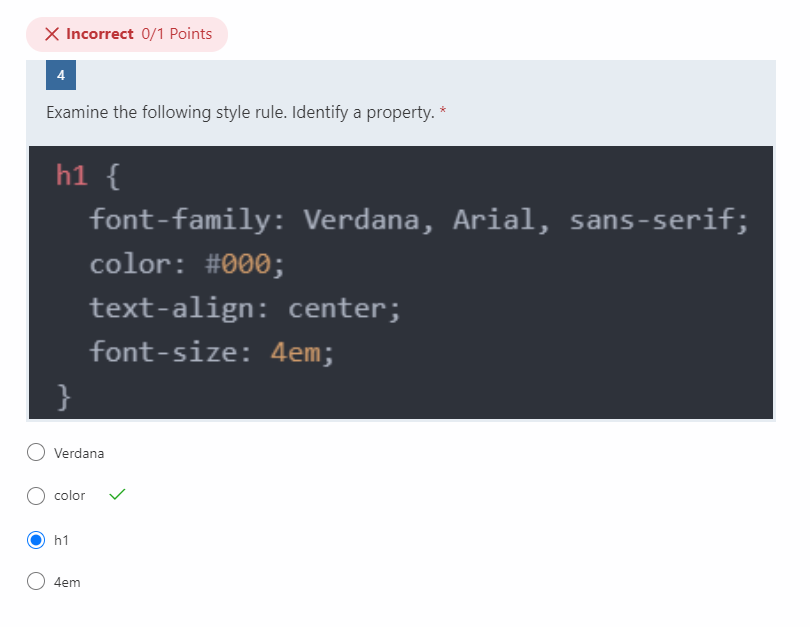 Incorrect 0/1 Points
4
Examine the following style rule. Identify a property. *
h1 {
font-family: Verdana, Arial, sans-serif;
color: #000;
text-align: center;
font-size: 4em;
}
Verdana
color
h1
4em